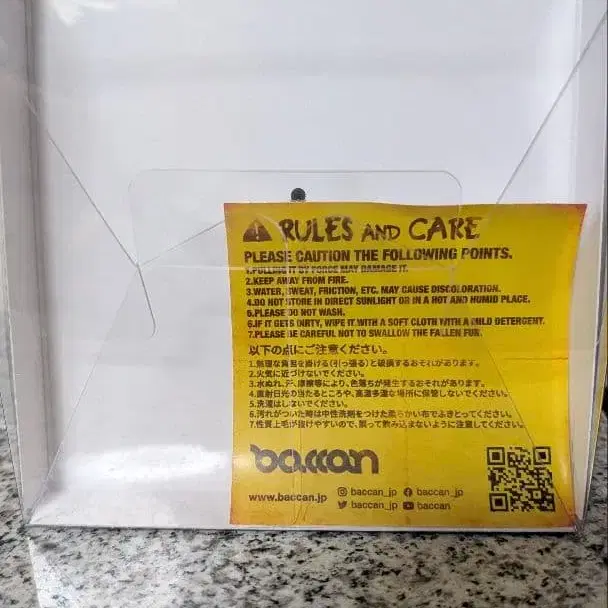 RULES AND CARE
PLEASE CAUTION THE FOLLOWING POINTS.
1.PULLING IT BY FORCE MAY DAMAGE IT.
2.KEEP AWAY FROM FIRE.
3.WATER, SWEAT, FRICTION, ETC. MAY CAUSE DISCOLORATION.
4.DO NOT STORE IN DIRECT SUNLIGHT OR IN A HOT AND HUMID PLACE.
5.PLEASE DO NOT WASH.
6.IF IT GETS DIRTY, WIPE IT WITH A SOFT CLOTH WITH A MILD DETERGENT.
7.PLEASE BE CAREFUL NOT TO SWALLOW THE FALLEN FUR.
以下の点にご注意ください。
1.無理な負荷を掛ける(引っ張る)と破損するおそれがあります。
2.火気に近づけないでください。
3.水ぬれ、汗、摩擦等により、色落ちが発生するおそれがあります。
4.直射日光の当たるところや、高温多湿な場所に保管しないでください。
5.洗濯はしないでください。
6.汚れがついた時は中性洗剤をつけた柔らかい布でふきとってください。
7.性質上毛が抜けやすいので、誤って飲み込まないように注意してください。
baccan
www.baccan.jp baccan_jp baccan_jp
baccan_jp baccan